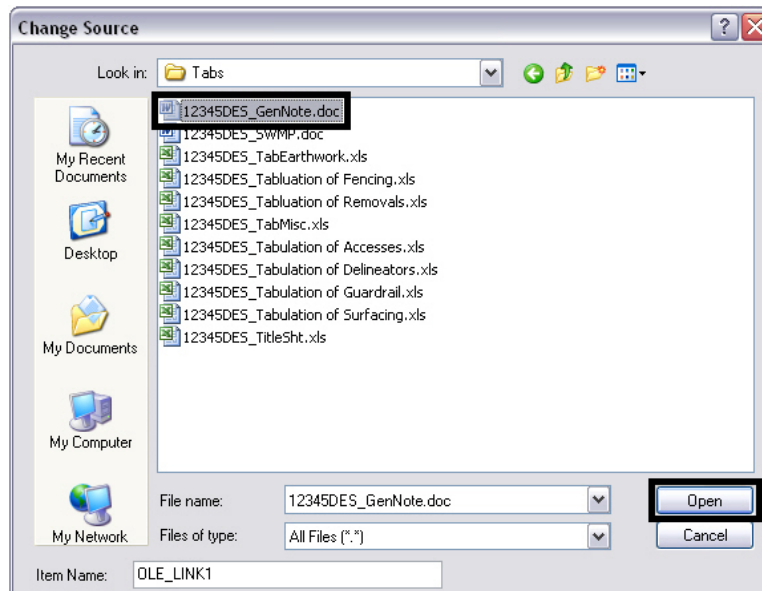 Change Source
Look in: Tabs
12345DES_GenNote.doc
12345DES_SWMP.doc
12345DES_TabEarthwork.xls
12345DES_Tabluation of Fencing.xls
12345DES_Tabluation of Removals.xls
12345DES_TabMisc.xls
12345DES_Tabulation of Accesses.xls
12345DES_Tabulation of Delineators.xls
12345DES_Tabulation of Guardrail.xls
12345DES_Tabulation of Surfacing.xls
12345DES_TitleSht.xls
My Recent
Documents
Desktop
My Documents
My Computer
My Network
File name: 12345DES_GenNote.doc Open
Files of type: All Files (*.*) Cancel
Item Name: OLE_LINK1